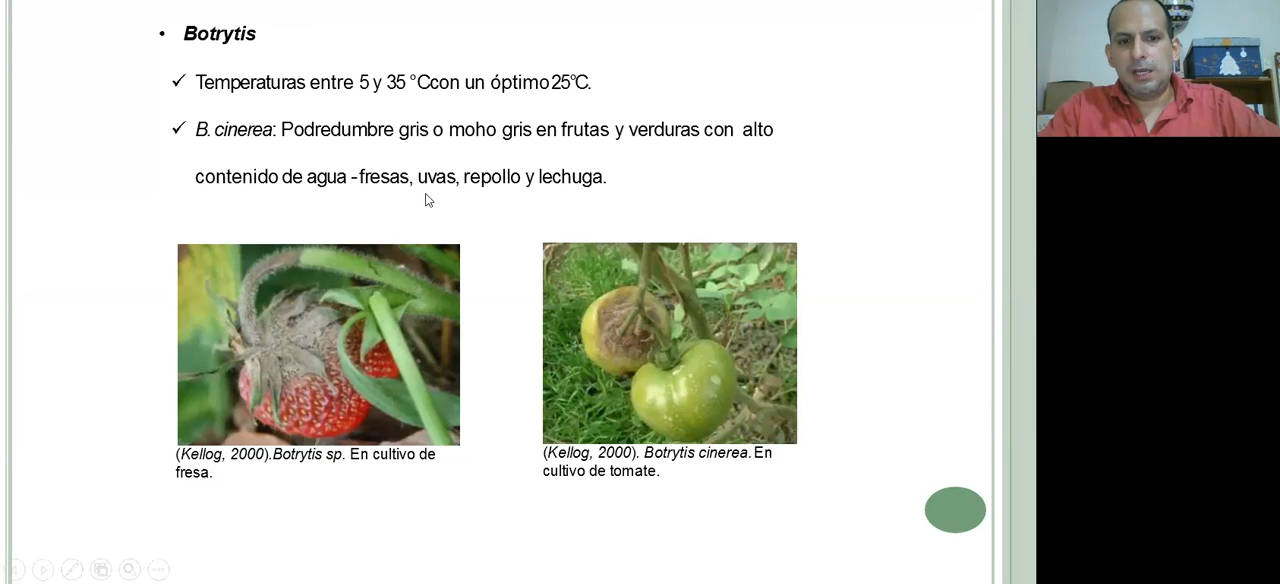 • Botrytis
✓ Temperaturas entre 5 y 35 °Ccon un óptimo 25°C.
✓ B. cinerea: Podredumbre gris o moho gris en frutas y verduras con alto
contenido de agua -fresas, uvas, repollo y lechuga.
(Kellog, 2000).Botrytis sp. En cultivo de
fresa.
(Kellog, 2000). Botrytis cinerea. En
cultivo de tomate.